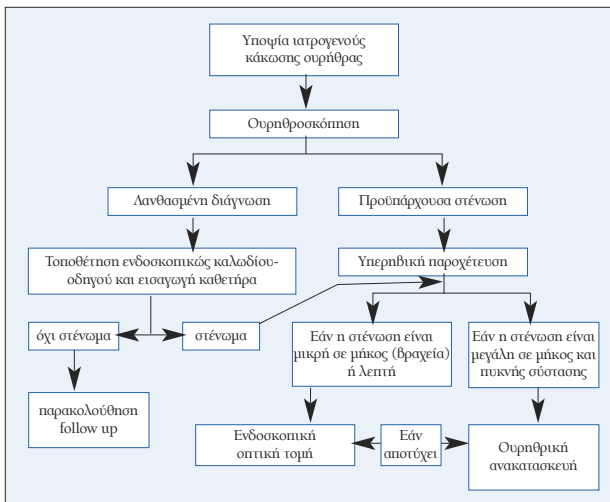 Υποψία ιατρογενούς
κάκωσης ουρήθρας
Ουρηθροσκόπηση
Λανθασμένη διάγνωση
Προϋπάρχουσα στένωση
Τοποθέτηση ενδοσκοπικώς καλωδίου-
οδηγού και εισαγωγή καθετήρα
Υπερηβική παροχέτευση
όχι στένωμα
στένωμα
Εάν η στένωση είναι
μικρή σε μήκος (βραχεία)
ή λεπτή
Εάν η στένωση είναι
μεγάλη σε μήκος και
πυκνής σύστασης
παρακολούθηση
follow up
Ενδοσκοπική
οπτική τομή
Εάν
αποτύχει
Ουρηθρική
ανακατασκευή